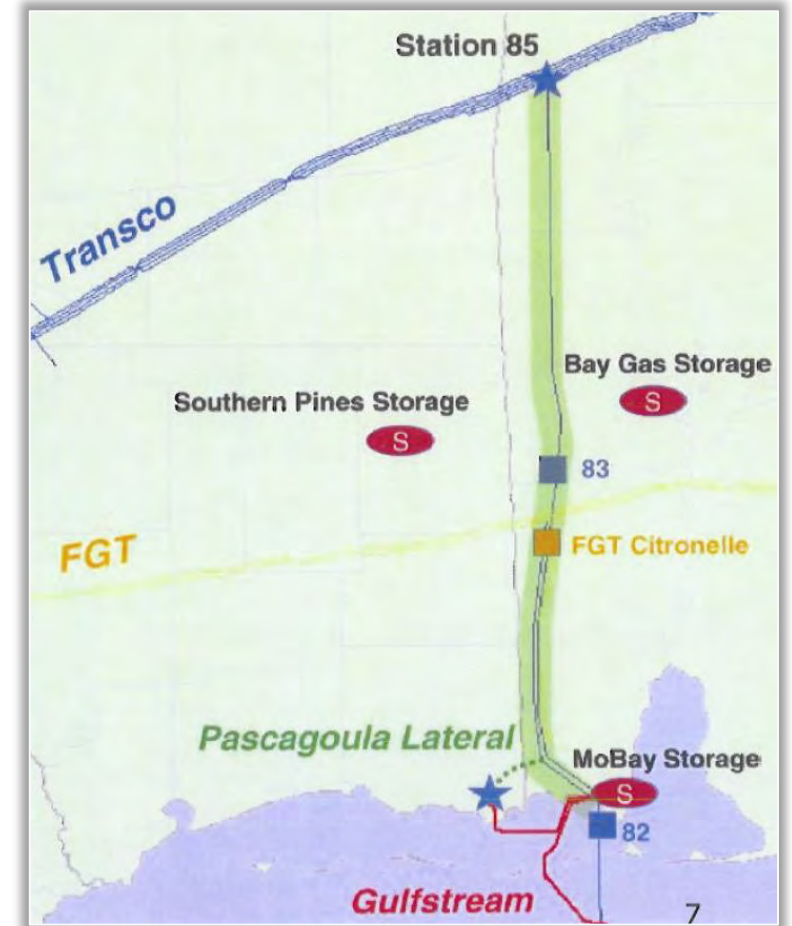 Station 85
Transco
Bay Gas Storage
S
Southern Pines Storage
S
83
FGT
FGT Citronelle
Pascagoula Lateral
MoBay Storage
S
82
Gulfstream
7